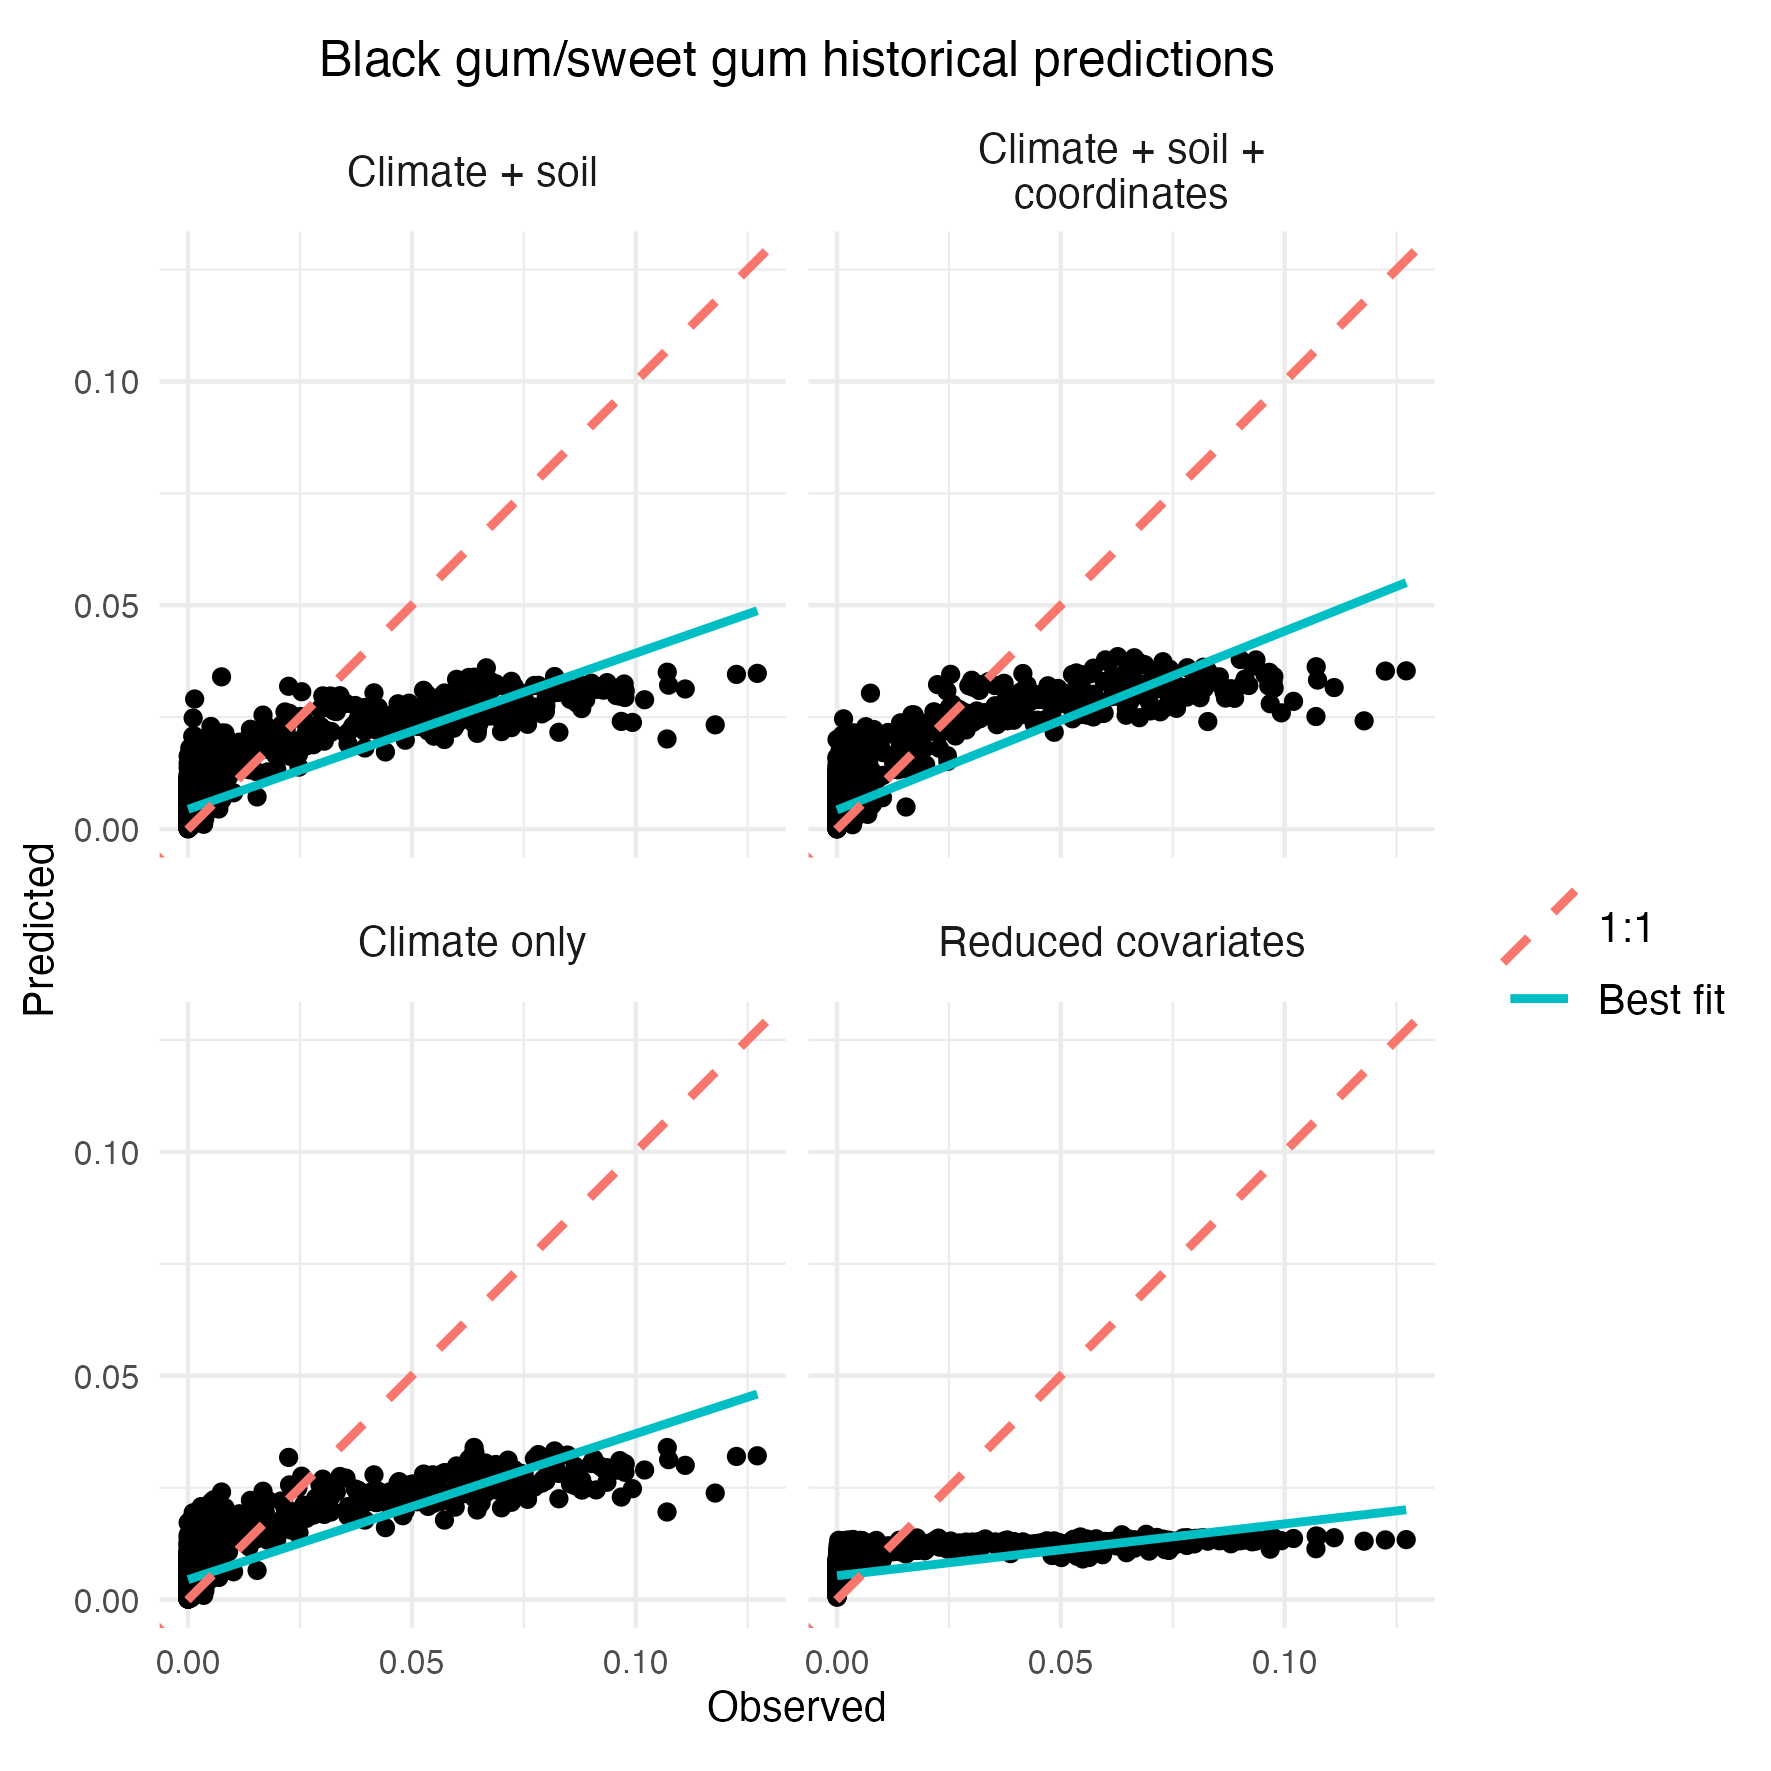 Black gum/sweet gum historical predictions
Climate + soil
Climate + soil +
coordinates
0.10
0.05
0.00
Climate only
Reduced covariates
0.10
0.05
0.00
0.00 0.05 0.10
0.00 0.05 0.10
Observed
Predicted
1:1
Best fit